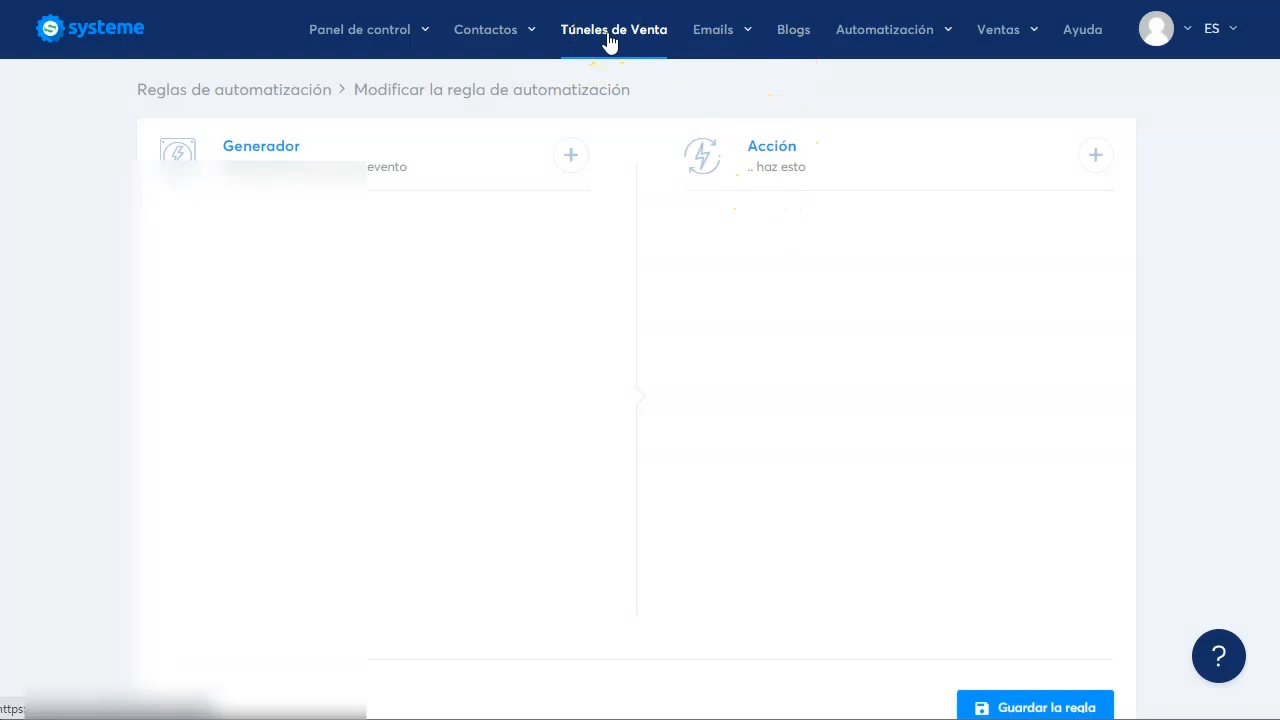 systeme
Panel de control Contactos Túneles de Venta Emails Blogs Automatización Ventas Ayuda ES
Reglas de automatización > Modificar la regla de automatización
Generador
evento
Acción
.. haz esto
Guardar la regla
?
https: